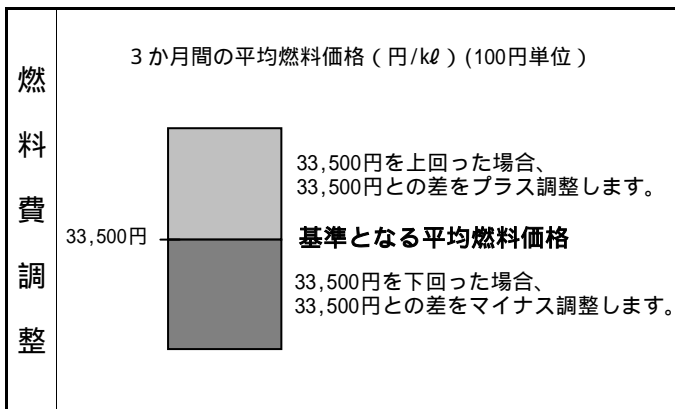 燃料費調整
3か月間の平均燃料価格（円/kℓ）(100円単位)
33,500円を上回った場合、
33,500円との差をプラス調整します。
33,500円
基準となる平均燃料価格
33,500円を下回った場合、
33,500円との差をマイナス調整します。